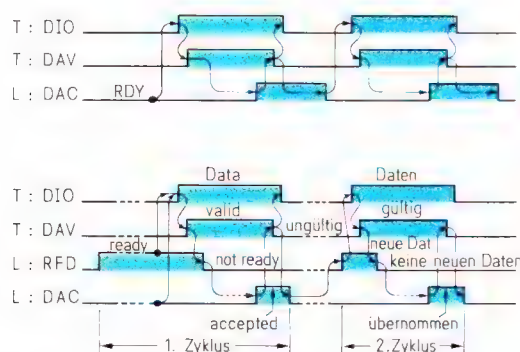 T : DIO
T : DAV
L : DAC RDY
Data Daten
T : DIO
valid gültig
T : DAV ungültig
ready neue Dat
L : RFD not ready keine neuen Daten
L : DAC
accepted übernommen
1. Zyklus 2. Zyklus